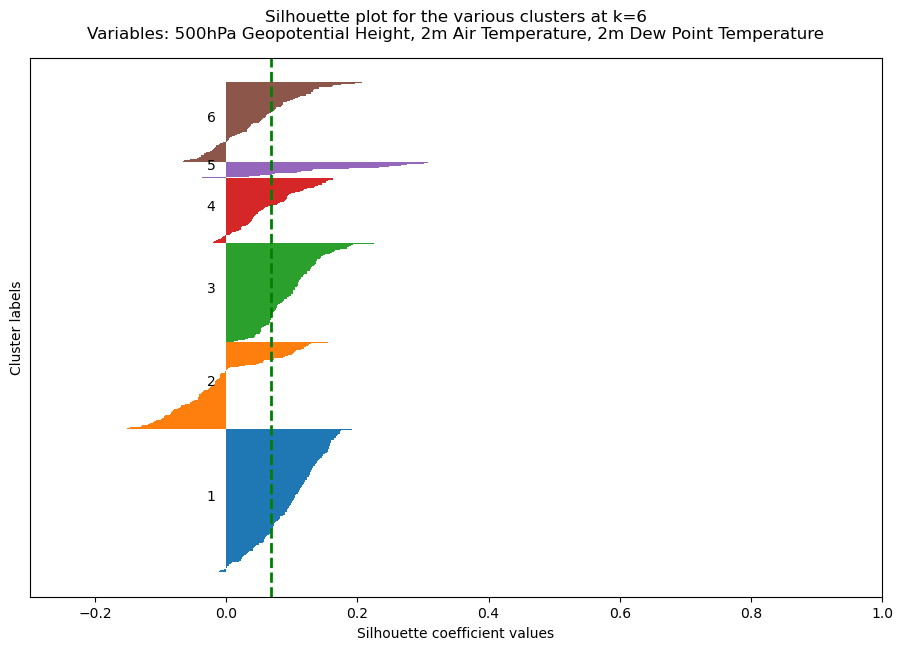 Silhouette plot for the various clusters at k=6
Variables: 500hPa Geopotential Height, 2m Air Temperature, 2m Dew Point Temperature
6
5
4
3
2
1
Cluster labels
−0.2 0.0 0.2 0.4 0.6 0.8 1.0
Silhouette coefficient values